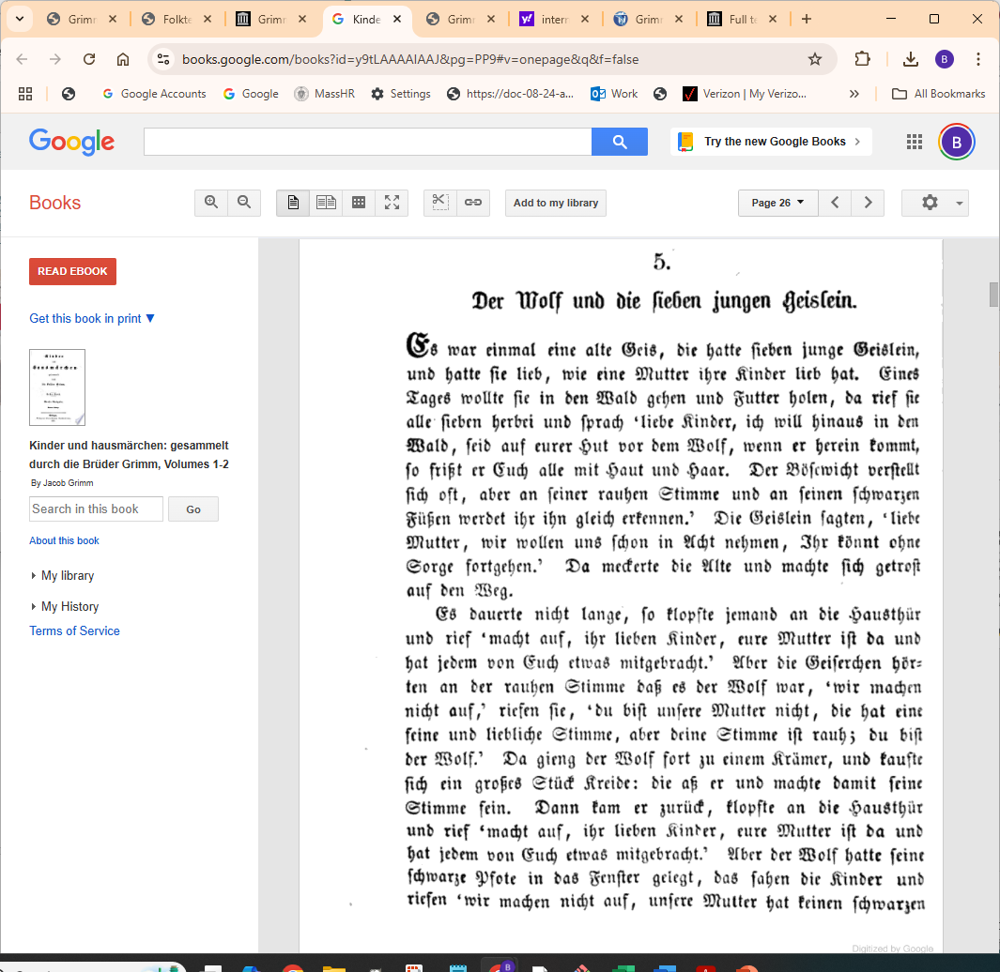 Grimm
Folkte
Grimm
Kinde
Grimm
intern
Grimm
Full te
books.google.com/books?id=y9tLAAAAIAAJ&pg=PP9#v=onepage&q&f=false
B
Google Accounts
Google
MassHR
Settings
https://doc-08-24-a...
Work
Verizon | My Verizo...
»
All Bookmarks
Google
Try the new Google Books
B
Books
Add to my library
Page 26
READ EBOOK
Get this book in print ▼
Kinder und hausmärchen: gesammelt
durch die Brüder Grimm, Volumes 1-2
By Jacob Grimm
Search in this book
Go
About this book
My library
My History
Terms of Service
5.
Der Wolf und die ſieben jungen Geislein.
Es war einmal eine alte Geis, die hatte ſieben junge Geislein,
und hatte ſie lieb, wie eine Mutter ihre Kinder lieb hat. Eines
Tages wollte ſie in den Wald gehen und Futter holen, da rief ſie
alle ſieben herbei und ſprach ‘liebe Kinder, ich will hinaus in den
Wald, ſeid auf eurer Hut vor dem Wolf, wenn er herein kommt,
ſo frißt er Euch alle mit Haut und Haar. Der Böſewicht verſtellt
ſich oft, aber an ſeiner rauhen Stimme und an ſeinen ſchwarzen
Füßen werdet ihr ihn gleich erkennen.’ Die Geislein ſagten, ‘liebe
Mutter, wir wollen uns ſchon in Acht nehmen, Ihr könnt ohne
Sorge fortgehen.’ Da meckerte die Alte und machte ſich getroſt
auf den Weg.
Es dauerte nicht lange, ſo klopfte jemand an die Hausthür
und rief ‘macht auf, ihr lieben Kinder, eure Mutter iſt da und
hat jedem von Euch etwas mitgebracht.’ Aber die Geiſerchen hör=
ten an der rauhen Stimme daß es der Wolf war, ‘wir machen
nicht auf,’ riefen ſie, ‘du biſt unſere Mutter nicht, die hat eine
feine und liebliche Stimme, aber deine Stimme iſt rauh; du biſt
der Wolf.’ Da gieng der Wolf fort zu einem Krämer, und kaufte
ſich ein großes Stück Kreide: die aß er und machte damit ſeine
Stimme fein. Dann kam er zurück, klopfte an die Hausthür
und rief ‘macht auf, ihr lieben Kinder, eure Mutter iſt da und
hat jedem von Euch etwas mitgebracht.’ Aber der Wolf hatte ſeine
ſchwarze Pfote in das Fenſter gelegt, das ſahen die Kinder und
riefen ‘wir machen nicht auf, unſere Mutter hat keinen ſchwarzen
Digitized by Google